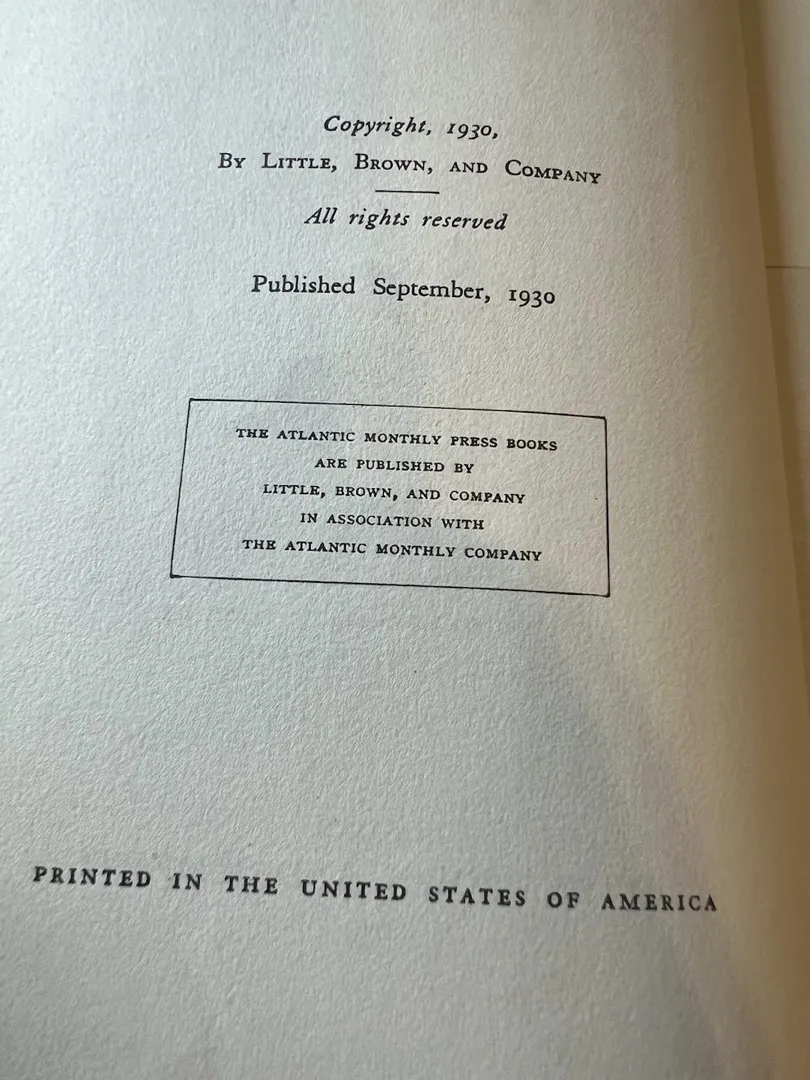 Copyright, 1930,
By Little, Brown, and Company
All rights reserved
Published September, 1930
THE ATLANTIC MONTHLY PRESS BOOKS
ARE PUBLISHED BY
LITTLE, BROWN, AND COMPANY
IN ASSOCIATION WITH
THE ATLANTIC MONTHLY COMPANY
PRINTED IN THE UNITED STATES OF AMERICA